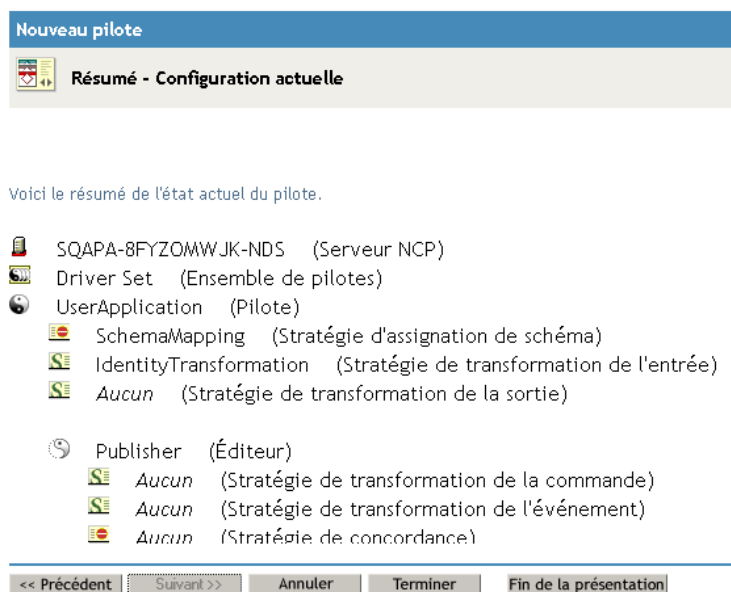 Nouveau pilote
Résumé - Configuration actuelle
Voici le résumé de l'état actuel du pilote.
SQAPA-8FYZOMWJK-NDS (Serveur NCP)
Driver Set (Ensemble de pilotes)
UserApplication (Pilote)
SchemaMapping (Stratégie d'assignation de schéma)
IdentityTransformation (Stratégie de transformation de l'entrée)
Aucun (Stratégie de transformation de la sortie)
Publisher (Éditeur)
Aucun (Stratégie de transformation de la commande)
Aucun (Stratégie de transformation de l'événement)
Aucun (Stratégie de concordance)
<< Précédent Suivant >> Annuler Terminer Fin de la présentation